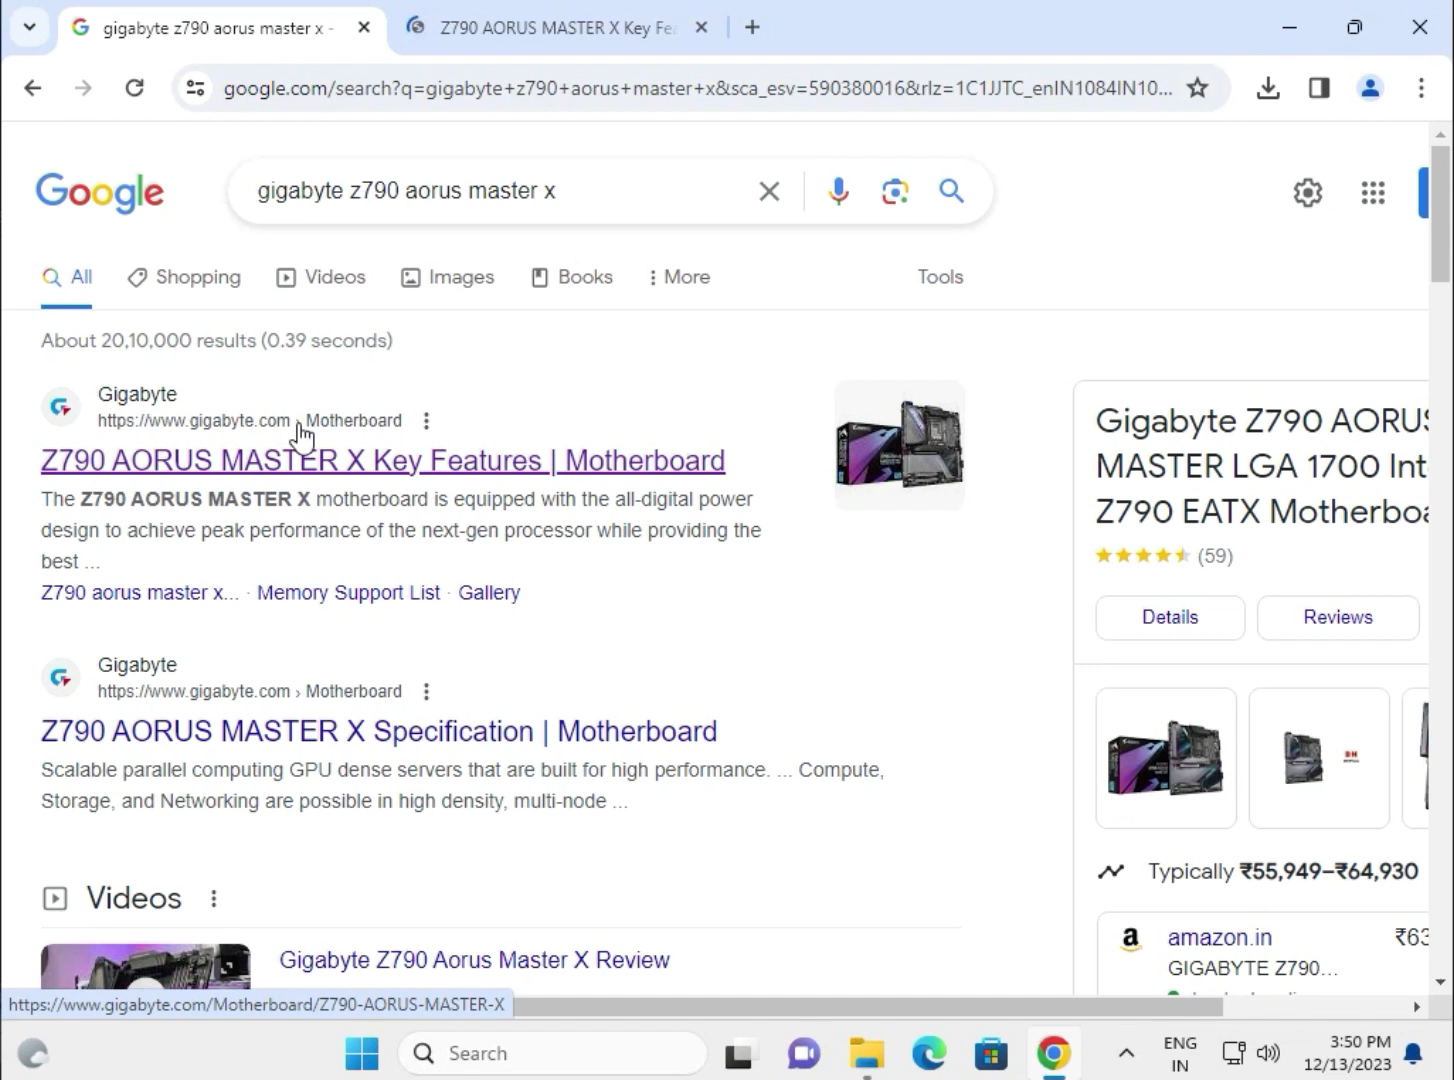 gigabyte z790 aorus master x -
Z790 AORUS MASTER X Key Fe
google.com/search?q=gigabyte+z790+aorus+master+x&sca_esv=590380016&rlz=1C1JJTC_enIN1084IN10...
Google
gigabyte z790 aorus master x
All Shopping Videos Images Books More Tools
About 20,10,000 results (0.39 seconds)
Gigabyte
https://www.gigabyte.com › Motherboard
Z790 AORUS MASTER X Key Features | Motherboard
The Z790 AORUS MASTER X motherboard is equipped with the all-digital power
design to achieve peak performance of the next-gen processor while providing the
best ...
Z790 aorus master x... · Memory Support List · Gallery
Gigabyte
https://www.gigabyte.com › Motherboard
Z790 AORUS MASTER X Specification | Motherboard
Scalable parallel computing GPU dense servers that are built for high performance. ... Compute,
Storage, and Networking are possible in high density, multi-node ...
Videos
Gigabyte Z790 Aorus Master X Review
Gigabyte Z790 AORUS
MASTER LGA 1700 Int
Z790 EATX Motherboa
(59)
Details Reviews
Typically ₹55,949–₹64,930
amazon.in ₹63
GIGABYTE Z790...
https://www.gigabyte.com/Motherboard/Z790-AORUS-MASTER-X
Search
ENG
IN
3:50 PM
12/13/2023